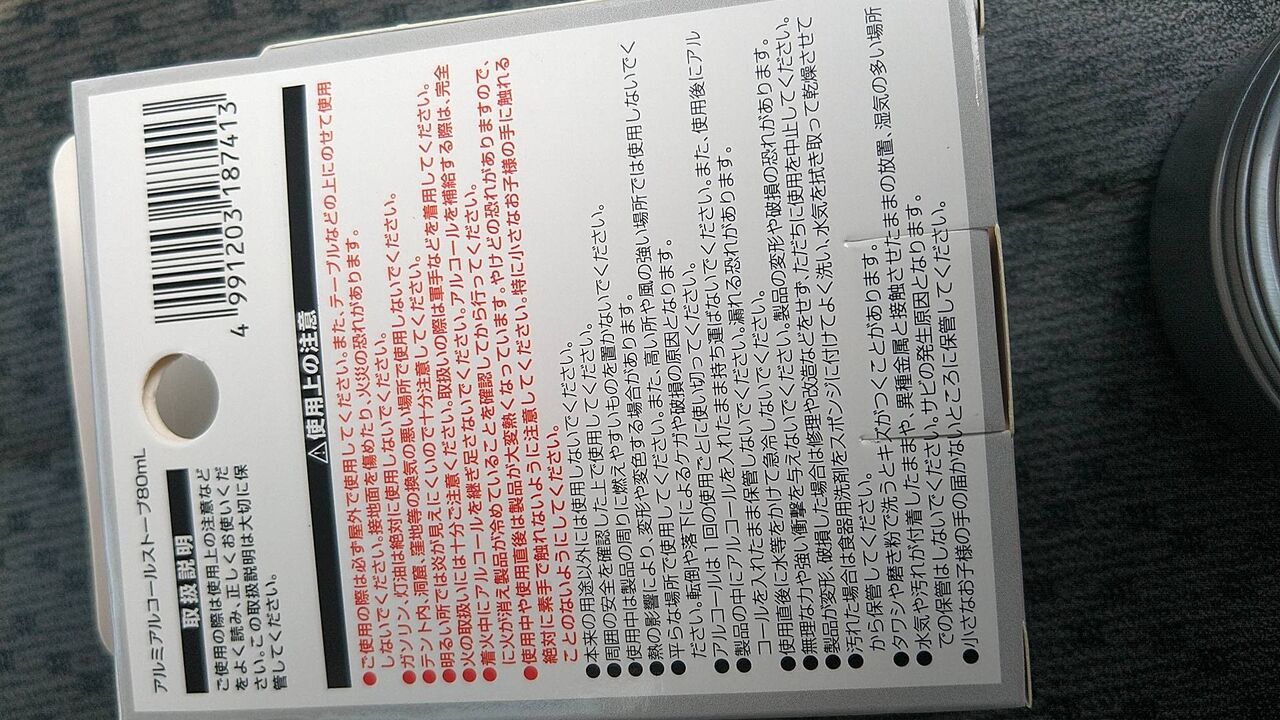 アルミアルコールストーブ80mL
取扱説明
ご使用の際は使用上の注意など
をよく読み、正しくお使いくだ
さい。この取扱説明は大切に保
管してください。
4 991203 187413
⚠使用上の注意
●ご使用の際は必ず屋外で使用してください。また、テーブルなどの上にのせて使用
しないでください。接地面を傷めたり、火災の恐れがあります。
●ガソリン、灯油は絶対に使用しないでください。
●テント内、洞窟、窪地等の換気の悪い場所で使用しないでください。
●明るい所では炎が見えにくいので十分注意してください。
●火の取扱いには十分ご注意ください。取扱いの際は軍手などを着用してください。
●着火中にアルコールを継ぎ足さないでください。アルコールを補給する際は、完全
に火が消え製品が冷めていることを確認してから行ってください。
●使用中や使用直後は製品が大変熱くなっています。やけどの恐れがありますので、
絶対に素手で触れないように注意してください。特に小さなお子様の手に触れる
ことのないようにしてください。
●本来の用途以外には使用しないでください。
●周囲の安全を確認した上で使用してください。
●使用中は製品の周りに燃えやすいものを置かないでください。
●熱の影響により、変形や変色する場合があります。
●平らな場所で使用してください。また、高い所や風の強い場所では使用しないでく
ださい。転倒や落下によるケガや破損の原因となります。
●アルコールは1回の使用ごとに使い切ってください。
●製品の中にアルコールを入れたまま持ち運ばないでください。また、使用後にアル
コールを入れたまま保管しないでください。漏れる恐れがあります。
●使用直後に水等をかけて急冷しないでください。
●無理な力や強い衝撃を与えないでください。製品の変形や破損の恐れがあります。
●製品が変形、破損した場合は修理や改造などをせず、ただちに使用を中止してください。
●汚れた場合は食器用洗剤をスポンジに付けてよく洗い、水気を拭き取って乾燥させて
から保管してください。
●タワシや磨き粉で洗うとキズがつくことがあります。
●水気や汚れが付着したままや、異種金属と接触させたままの放置、湿気の多い場所
での保管はしないでください。サビの発生原因となります。
●小さなお子様の手の届かないところに保管してください。